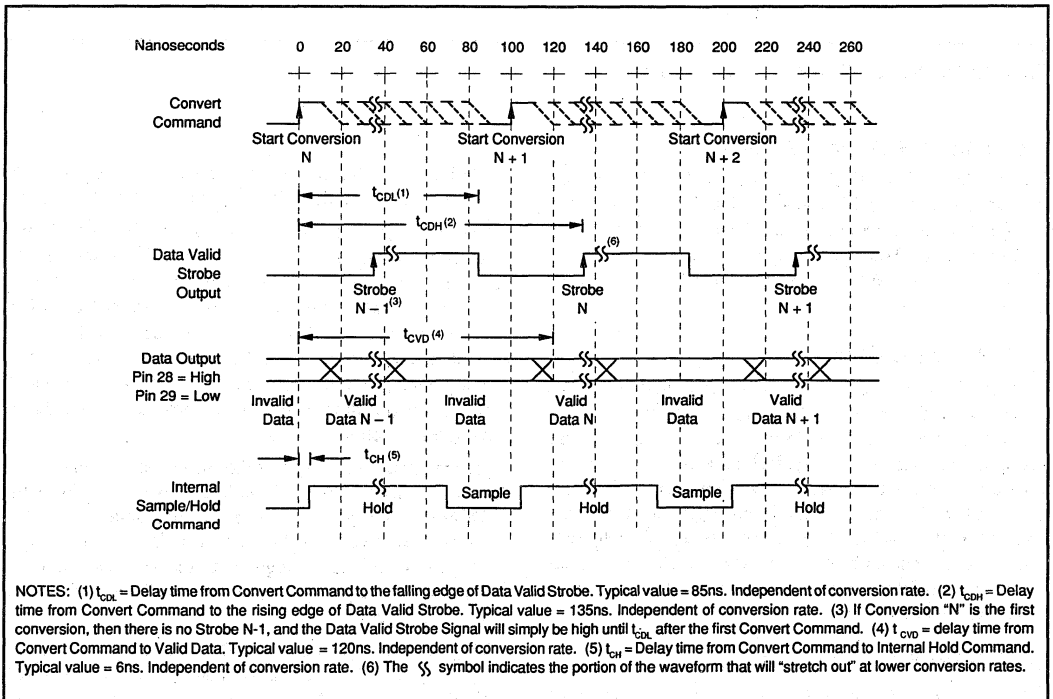 Nanoseconds 0 20 40 60 80 100 120 140 160 180 200 220 240 260
Convert
Command
Start Conversion
N
Start Conversion
N + 1
Start Conversion
N + 2
tCDL(1)
tCDH(2)
(6)
Data Valid
Strobe
Output
Strobe
N – 1(3)
Strobe
N
Strobe
N + 1
tCVD(4)
Data Output
Pin 28 = High
Pin 29 = Low
Invalid
Data
Valid
Data N – 1
Invalid
Data
Valid
Data N
Invalid
Data
Valid
Data N + 1
tCH(5)
Internal
Sample/Hold
Command
Hold
Sample
Hold
Sample
Hold
NOTES: (1) tCDL = Delay time from Convert Command to the falling edge of Data Valid Strobe. Typical value = 85ns. Independent of conversion rate. (2) tCDH = Delay
time from Convert Command to the rising edge of Data Valid Strobe. Typical value = 135ns. Independent of conversion rate. (3) If Conversion "N" is the first
conversion, then there is no Strobe N-1, and the Data Valid Strobe Signal will simply be high until tCDL after the first Convert Command. (4) t CVD = delay time from
Convert Command to Valid Data. Typical value = 120ns. Independent of conversion rate. (5) tCH = Delay time from Convert Command to Internal Hold Command.
Typical value = 6ns. Independent of conversion rate. (6) The symbol indicates the portion of the waveform that will "stretch out" at lower conversion rates.